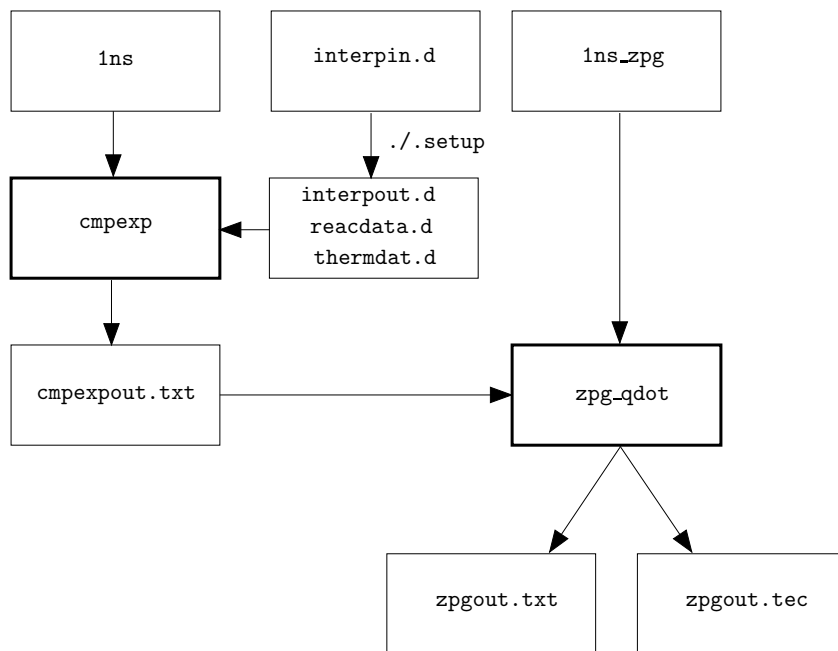 1ns
interpin.d
1ns_zpg
./.setup
cmpexp
interpout.d
reacdata.d
thermdat.d
cmpexpout.txt
zpg_qdot
zpgout.txt
zpgout.tec